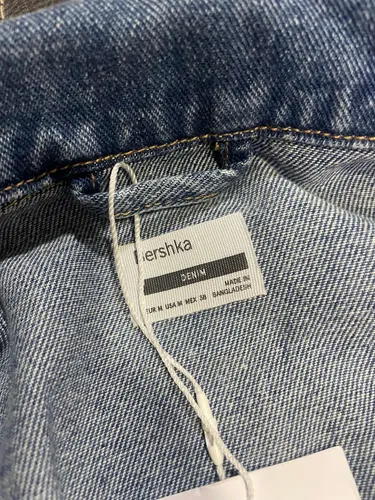 Bershka
DENIM
EUR M USA M MEX 38
MADE IN
BANGLADESH